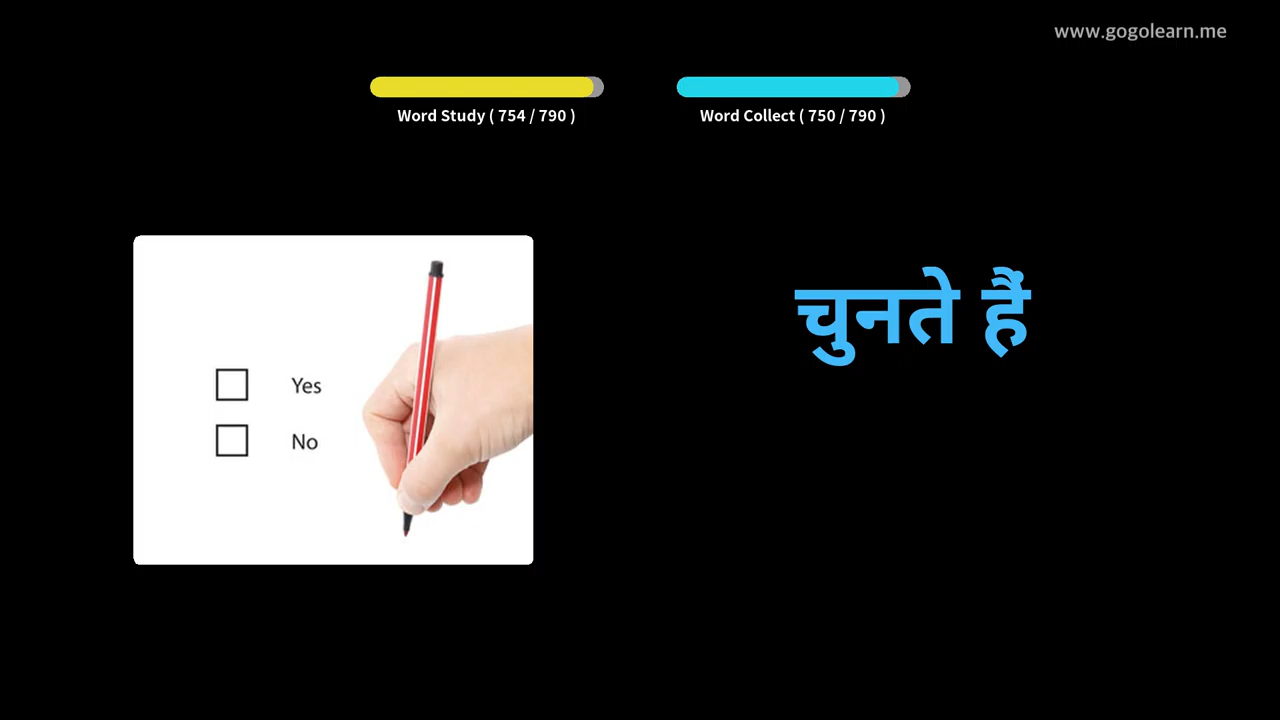 www.gogolearn.me
Word Study ( 754 / 790 )
Word Collect ( 750 / 790 )
Yes
No
चुनते हैं